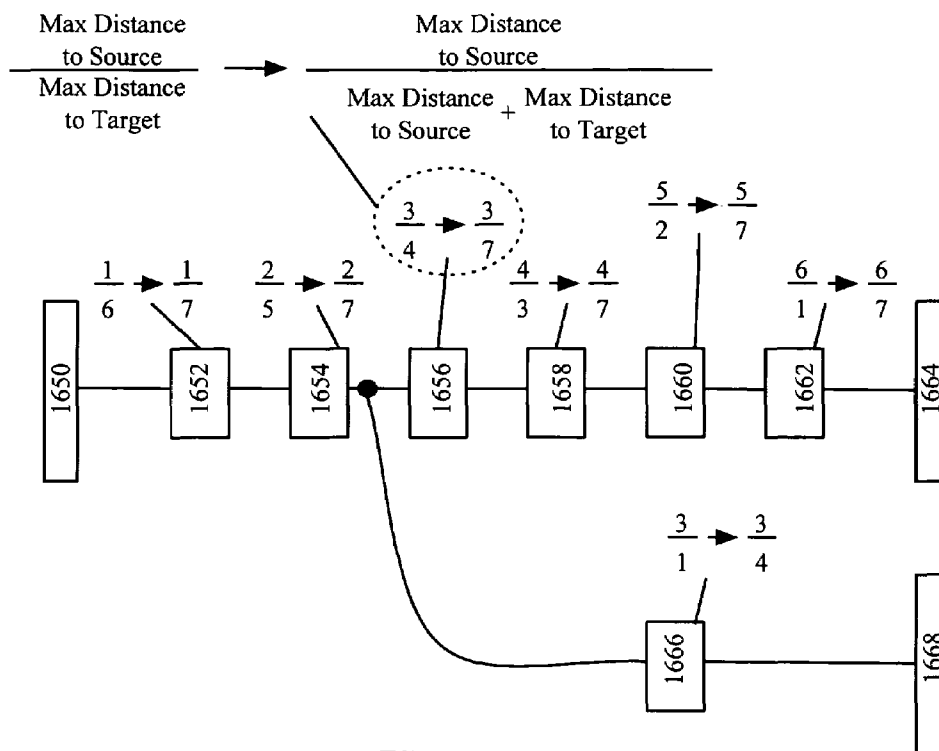 Max Distance
to Source
Max Distance
to Target
Max Distance
to Source
Max Distance
to Source
+
Max Distance
to Target
3/4 → 3/7
5/2 → 5/7
1/6 → 1/7
2/5 → 2/7
4/3 → 4/7
6/1 → 6/7
1650
1652
1654
1656
1658
1660
1662
1664
3/1 → 3/4
1666
1668